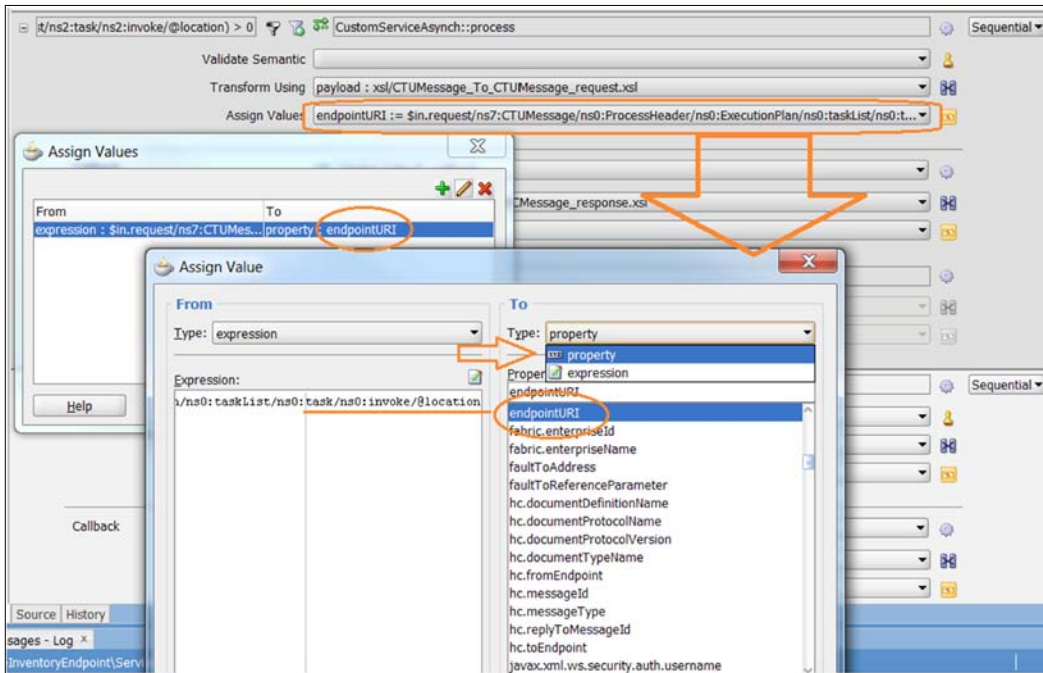 t/ns2:task/ns2:invoke/@location) > 0 CustomServiceAsynch::process Sequential
Validate Semantic
Transform Using payload : xsl/CTUMessage_To_CTUMessage_request.xsl
Assign Values endpointURI := $in.request/ns7:CTUMessage/ns0:ProcessHeader/ns0:ExecutionPlan/ns0:taskList/ns0:t...
Assign Values
CMessage_response.xsl
From To
expression : $in.request/ns7:CTUMes... property : endpointURI
Assign Value
From To
Type: expression Type: property
property
expression
Expression: Proper
endpointURI
n/ns0:taskList/ns0:task/ns0:invoke/@location
endpointURI
Help
Sequential
fabric.enterpriseId
fabric.enterpriseName
faultToAddress
faultToReferenceParameter
hc.documentDefinitionName
hc.documentProtocolName
Callback
hc.documentProtocolVersion
hc.documentTypeName
hc.fromEndpoint
hc.messageId
hc.messageType
hc.replyToMessageId
hc.toEndpoint
javax.xml.ws.security.auth.username
Source History
sages - Log ×
InventoryEndpoint\Servi